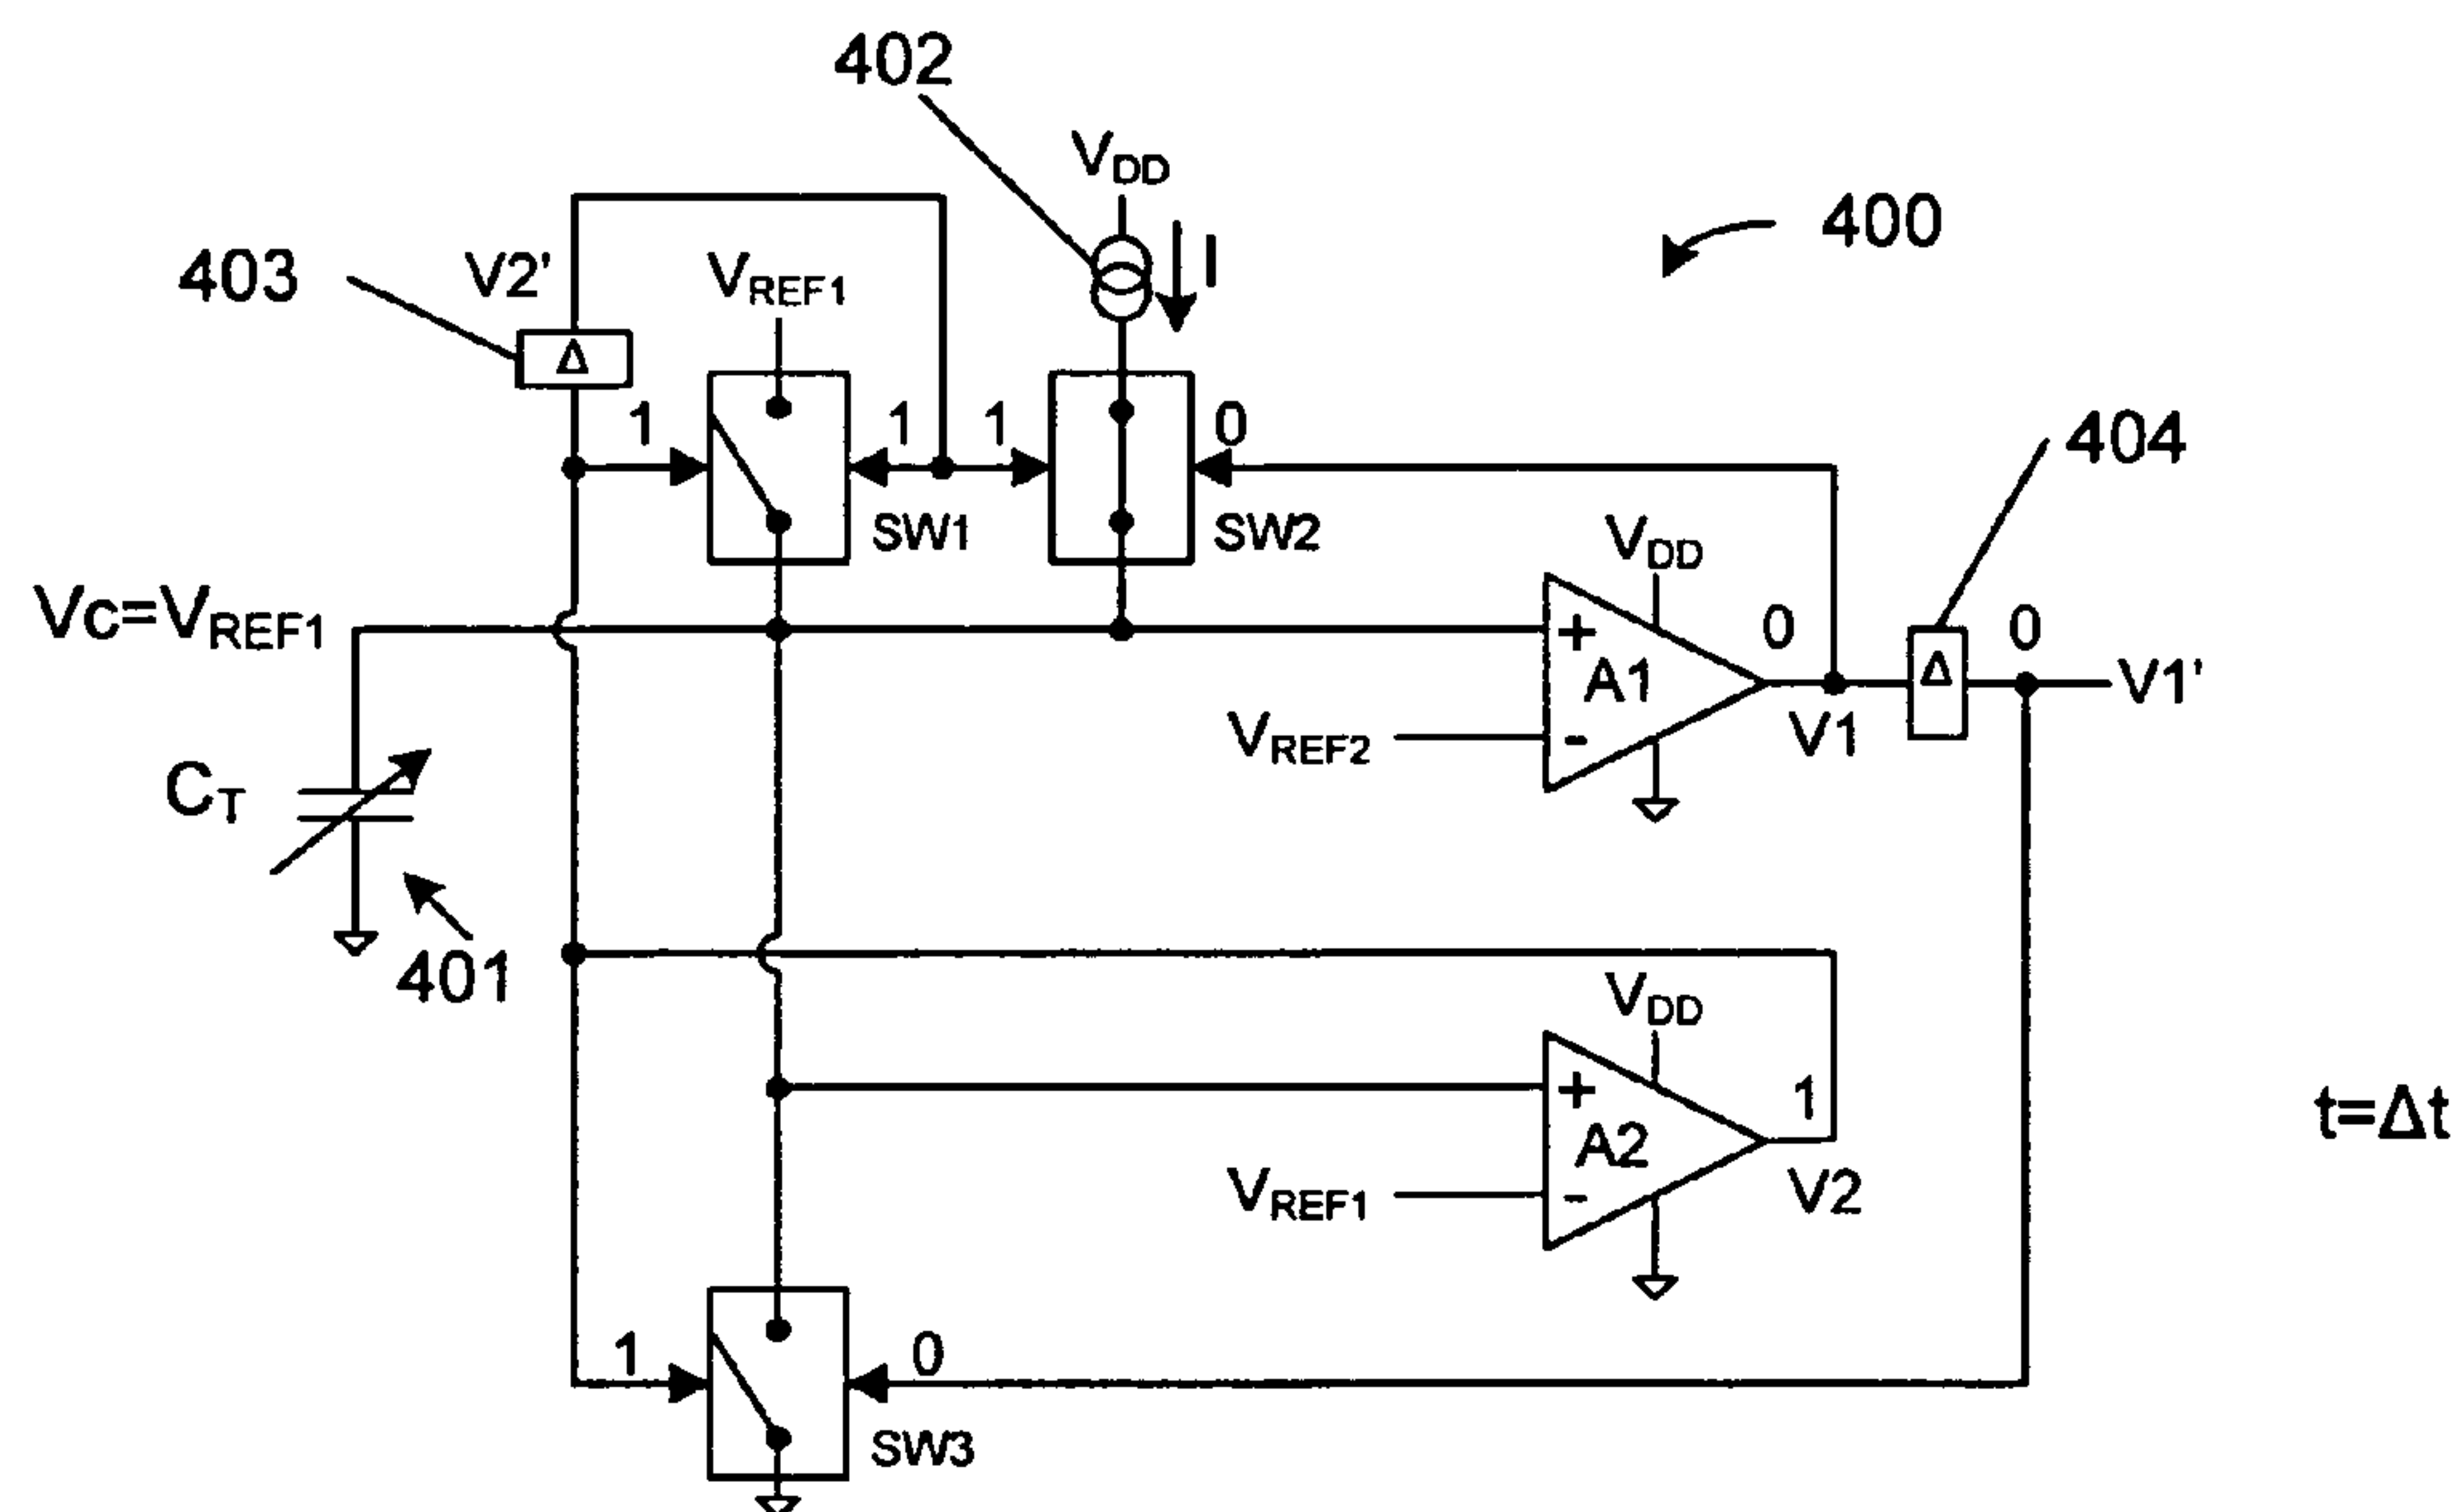 402
VDD
400
403
V2'
VREF1
I
Δ
1
1
1
0
404
SW1
SW2
VDD
Vc=VREF1
0
0
+
A1
Δ
V1'
VREF2
-
V1
CT
401
VDD
+
1
t=Δt
A2
VREF1
-
V2
1
0
SW3